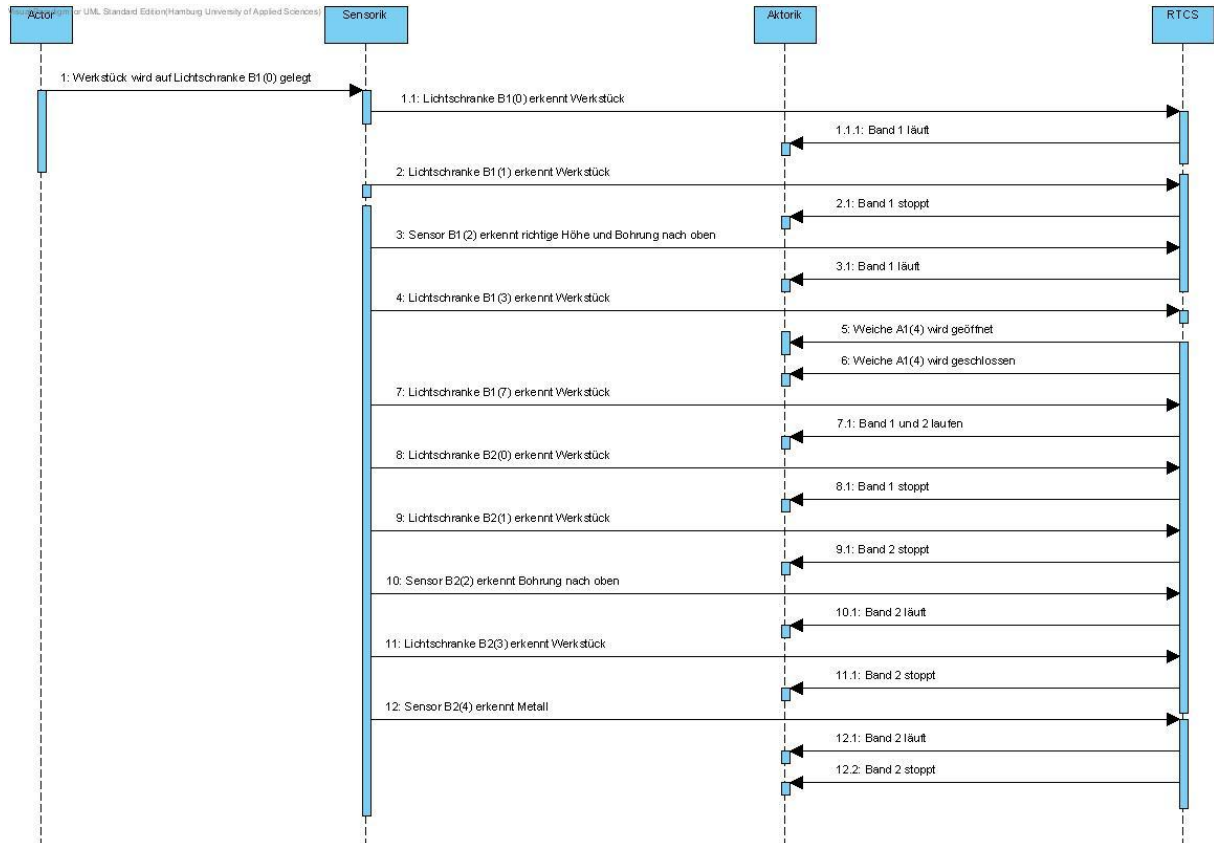 for UML Standard Edition(Hamburg University of Applied Sciences)
Actor
Sensorik
Aktorik
RTCS
1: Werkstück wird auf Lichtschranke B1(0) gelegt
1.1: Lichtschranke B1(0) erkennt Werkstück
1.1.1: Band 1 läuft
2: Lichtschranke B1(1) erkennt Werkstück
2.1: Band 1 stoppt
3: Sensor B1(2) erkennt richtige Höhe und Bohrung nach oben
3.1: Band 1 läuft
4: Lichtschranke B1(3) erkennt Werkstück
5: Weiche A1(4) wird geöffnet
6: Weiche A1(4) wird geschlossen
7: Lichtschranke B1(7) erkennt Werkstück
7.1: Band 1 und 2 laufen
8: Lichtschranke B2(0) erkennt Werkstück
8.1: Band 1 stoppt
9: Lichtschranke B2(1) erkennt Werkstück
9.1: Band 2 stoppt
10: Sensor B2(2) erkennt Bohrung nach oben
10.1: Band 2 läuft
11: Lichtschranke B2(3) erkennt Werkstück
11.1: Band 2 stoppt
12: Sensor B2(4) erkennt Metall
12.1: Band 2 läuft
12.2: Band 2 stoppt